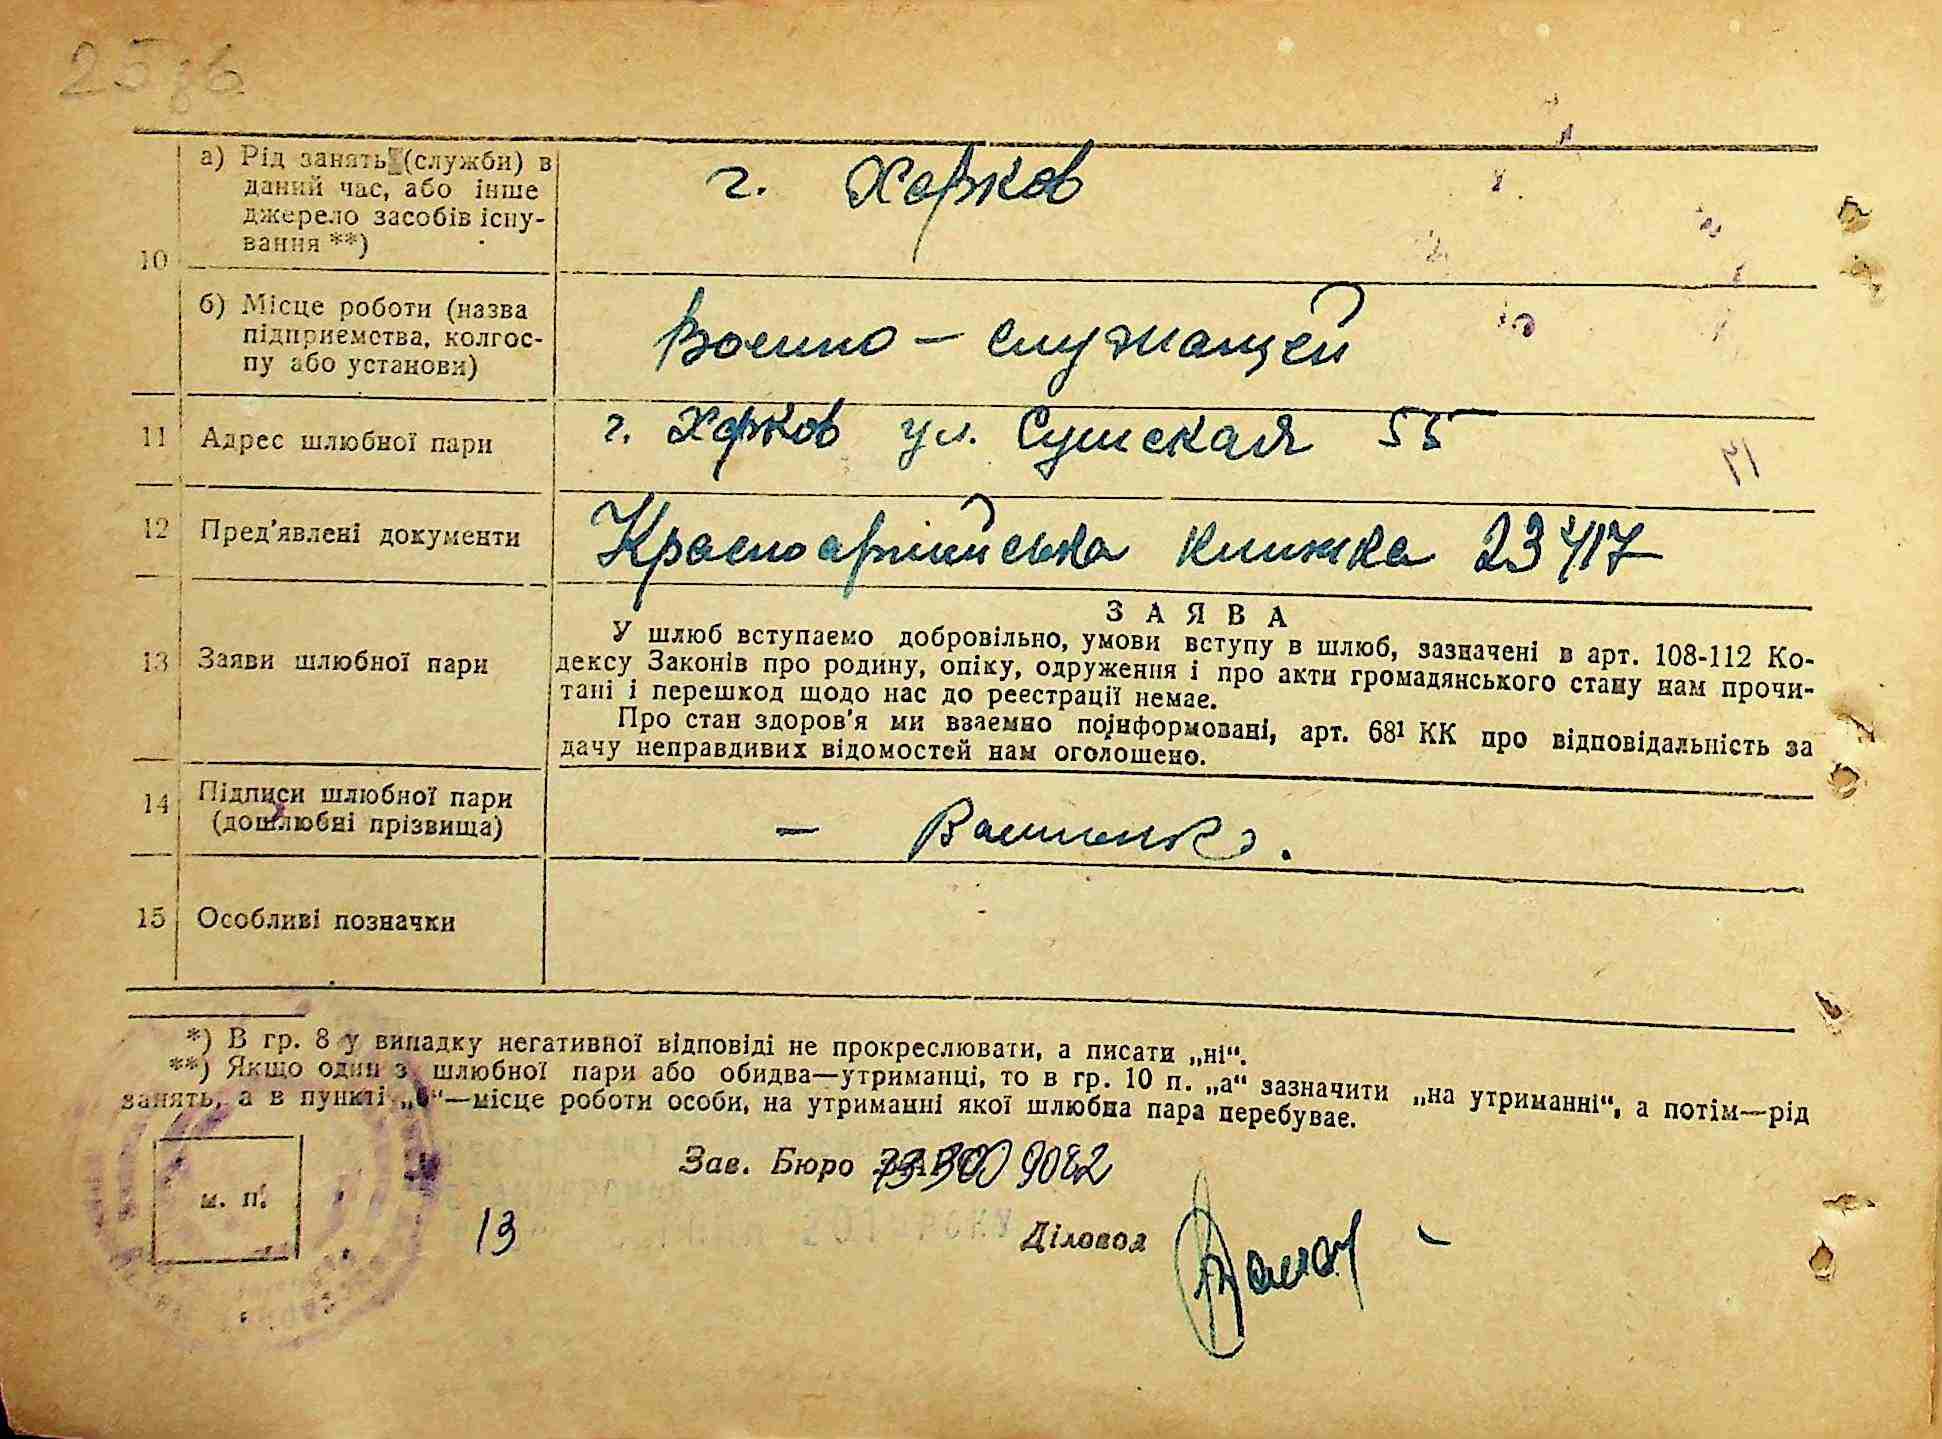 а) Рід занять (служби) в
даний час, або інше
джерело засобів існу-
вання **)
г. Харков
10
б) Місце роботи (назва
підприємства, колгос-
пу або установи)
Военно – служащей
11 Адрес шлюбної пари
г. Харков ул. Сумская 55
12 Пред'явлені документи
Красноармійська книжка
13 Заяви шлюбної пари
ЗАЯВА
У шлюб вступаємо добровільно, умови вступу в шлюб, зазначені в арт. 108-112 Ко-
дексу Законів про родину, опіку, одруження і про акти громадянського стану нам прочи-
тані і перешкод щодо нас до реєстрації немає.
Про стан здоров'я ми взаємно поінформовані, арт. 68¹ КК про відповідальність за
дачу неправдивих відомостей нам оголошено.
14 Підписи шлюбної пари
(дошлюбні прізвища)
–
15 Особливі позначки
*) В гр. 8 у випадку негативної відповіді не прокреслювати, а писати „ні“.
**) Якщо один з шлюбної пари або обидва—утриманці, то в гр. 10 п. „а“ зазначити „на утриманні“, а потім—рід
занять, а в пункті „б“—місце роботи особи, на утриманні якої шлюбна пара перебуває.
Зав. Бюро
м. п.
13
Діловод